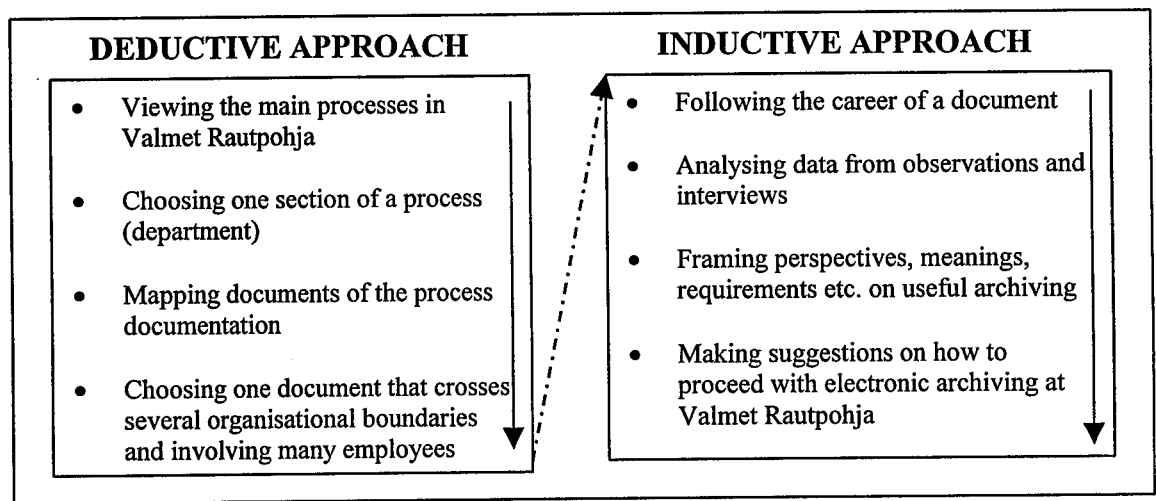 DEDUCTIVE APPROACH
• Viewing the main processes in
Valmet Rautpohja
• Choosing one section of a process
(department)
• Mapping documents of the process
documentation
• Choosing one document that crosses
several organisational boundaries
and involving many employees
INDUCTIVE APPROACH
• Following the career of a document
• Analysing data from observations and
interviews
• Framing perspectives, meanings,
requirements etc. on useful archiving
• Making suggestions on how to
proceed with electronic archiving at
Valmet Rautpohja